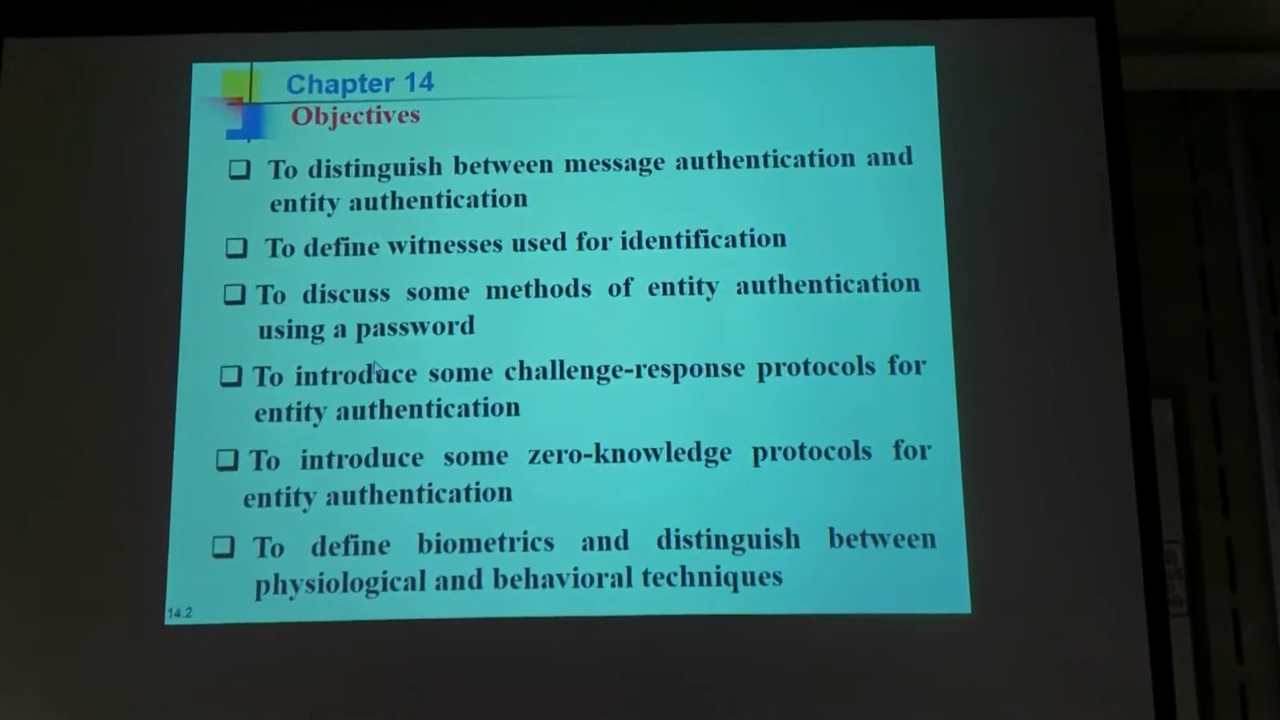 Chapter 14
Objectives
❑ To distinguish between message authentication and
entity authentication
❑ To define witnesses used for identification
❑ To discuss some methods of entity authentication
using a password
❑ To introduce some challenge-response protocols for
entity authentication
❑ To introduce some zero-knowledge protocols for
entity authentication
❑ To define biometrics and distinguish between
physiological and behavioral techniques
14.2